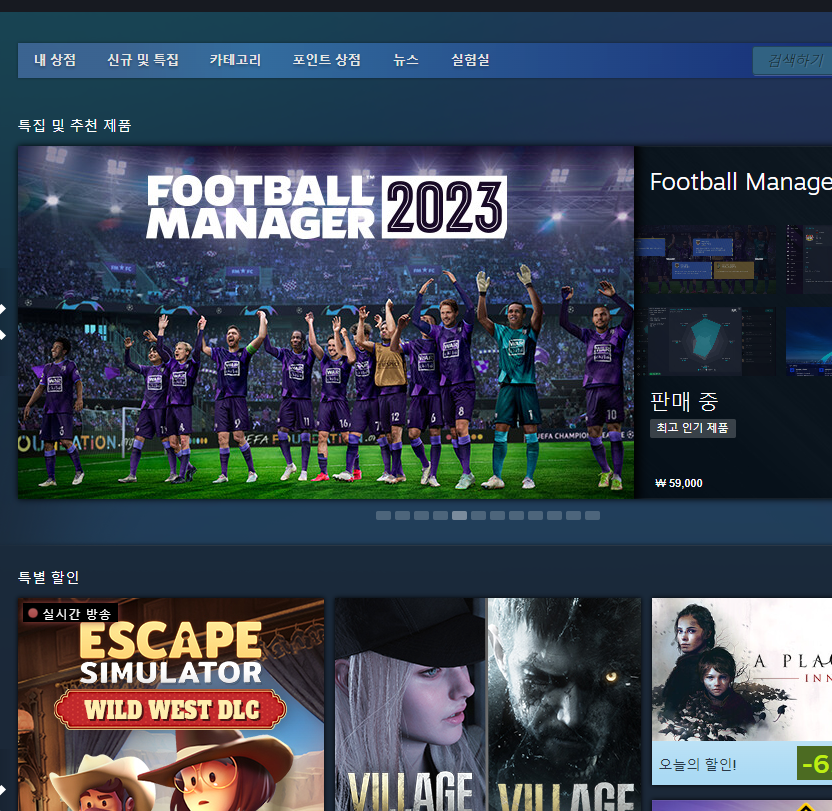 내 상점 신규 및 특집 카테고리 포인트 상점 뉴스 실험실 검색하기
특집 및 추천 제품
FOOTBALL
MANAGER 2023
Football Manage
판매 중
최고 인기 제품
₩ 59,000
특별 할인
실시간 방송
ESCAPE
SIMULATOR
WILD WEST DLC
VILLAGE
VILLAGE
A PLA
INN
오늘의 할인! -6